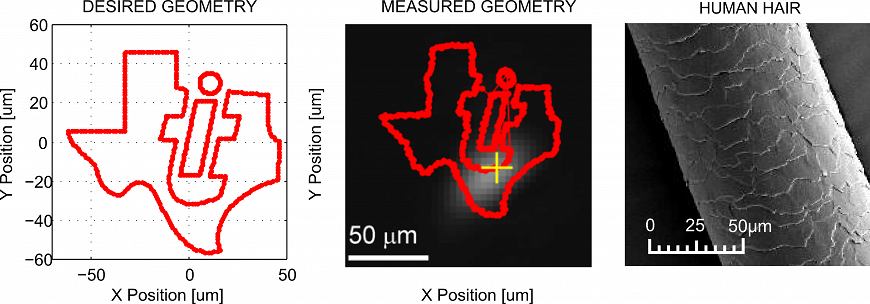 DESIRED GEOMETRY
60
40
20
0
−20
−40
−60
−50
0
50
Y Position [um]
X Position [um]
MEASURED GEOMETRY
Y Position [um]
50 μm
X Position [um]
HUMAN HAIR
0 25 50μm